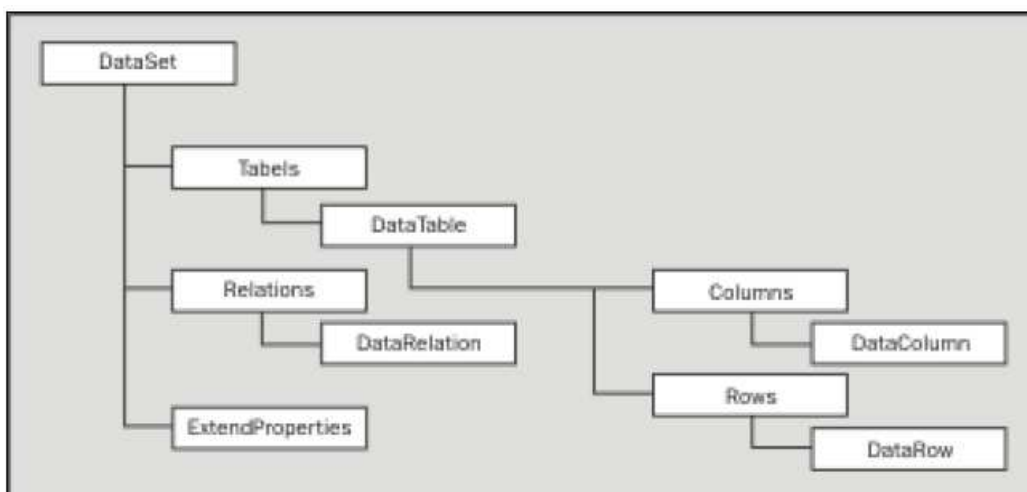 DataSet
Tabels
DataTable
Relations
Columns
DataRelation
DataColumn
Rows
ExtendProperties
DataRow